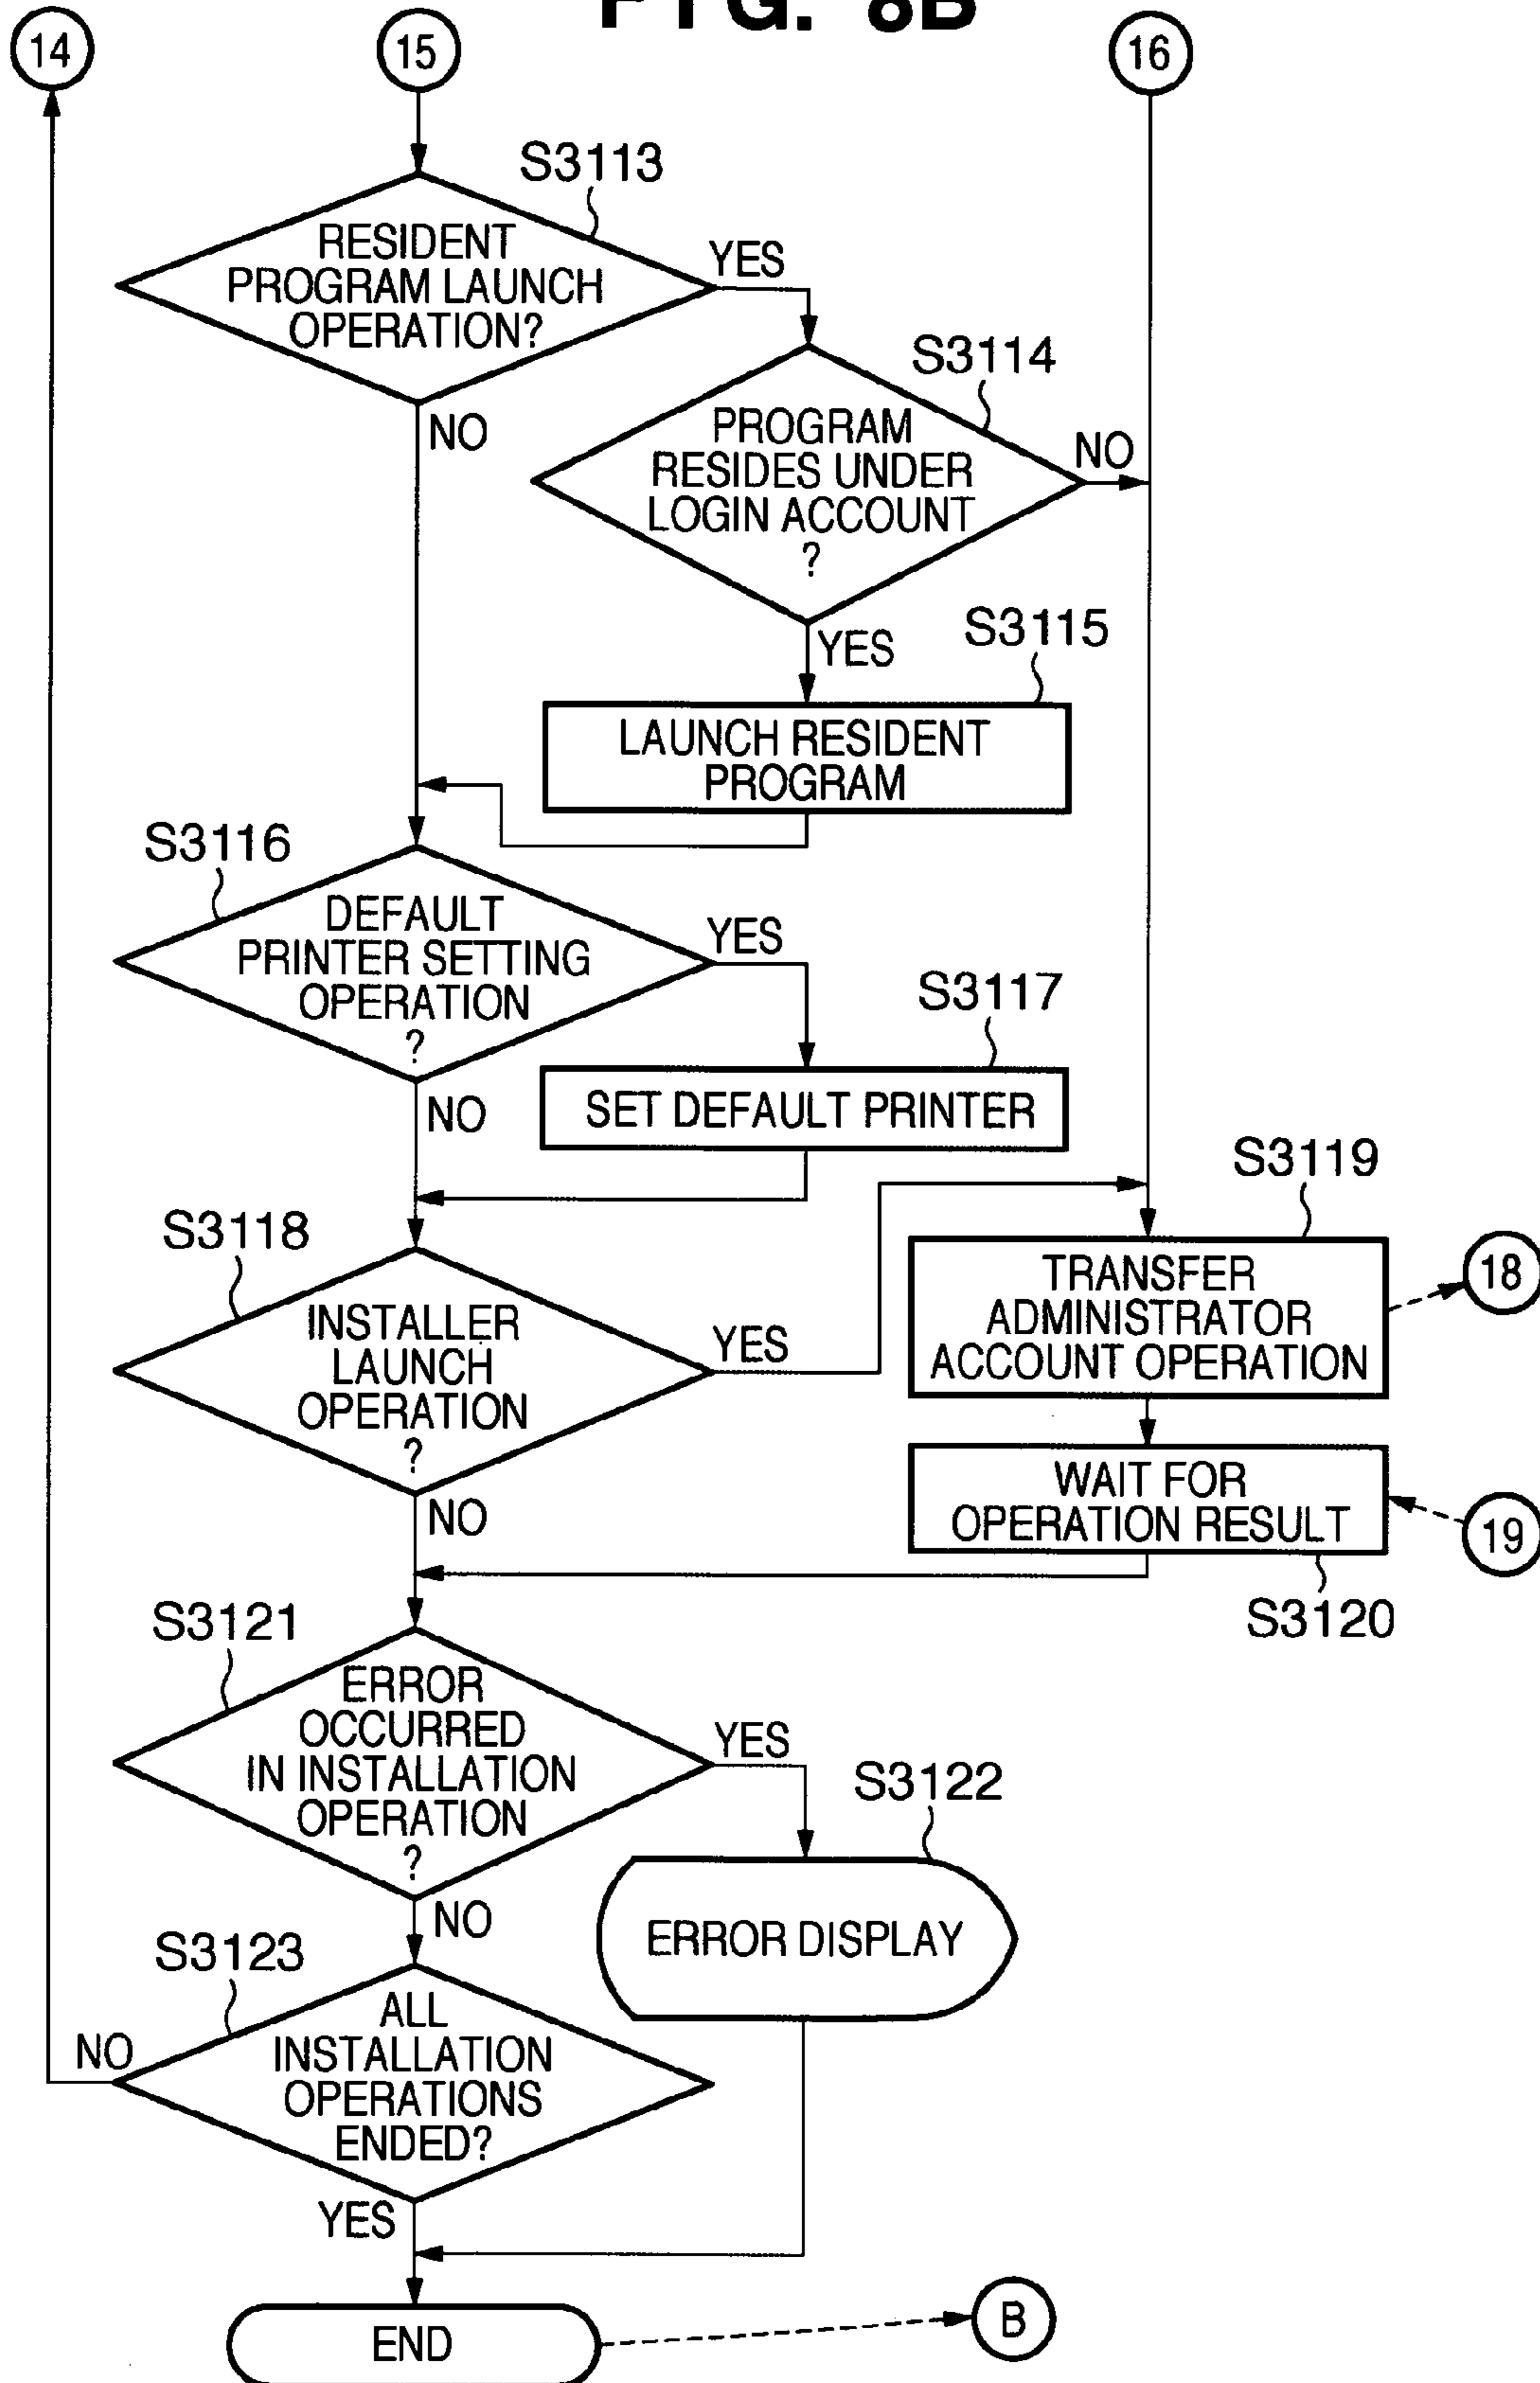 FIG. 8B
14
15
16
S3113
RESIDENT
PROGRAM LAUNCH
OPERATION?
YES
NO
S3114
PROGRAM
RESIDES UNDER
LOGIN ACCOUNT
?
NO
YES
S3115
LAUNCH RESIDENT
PROGRAM
S3116
DEFAULT
PRINTER SETTING
OPERATION
?
YES
NO
S3117
SET DEFAULT PRINTER
S3118
INSTALLER
LAUNCH
OPERATION
?
YES
NO
S3119
TRANSFER
ADMINISTRATOR
ACCOUNT OPERATION
18
WAIT FOR
OPERATION RESULT
19
S3120
S3121
ERROR
OCCURRED
IN INSTALLATION
OPERATION
?
YES
NO
S3122
ERROR DISPLAY
S3123
ALL
INSTALLATION
OPERATIONS
ENDED?
NO
YES
END
B